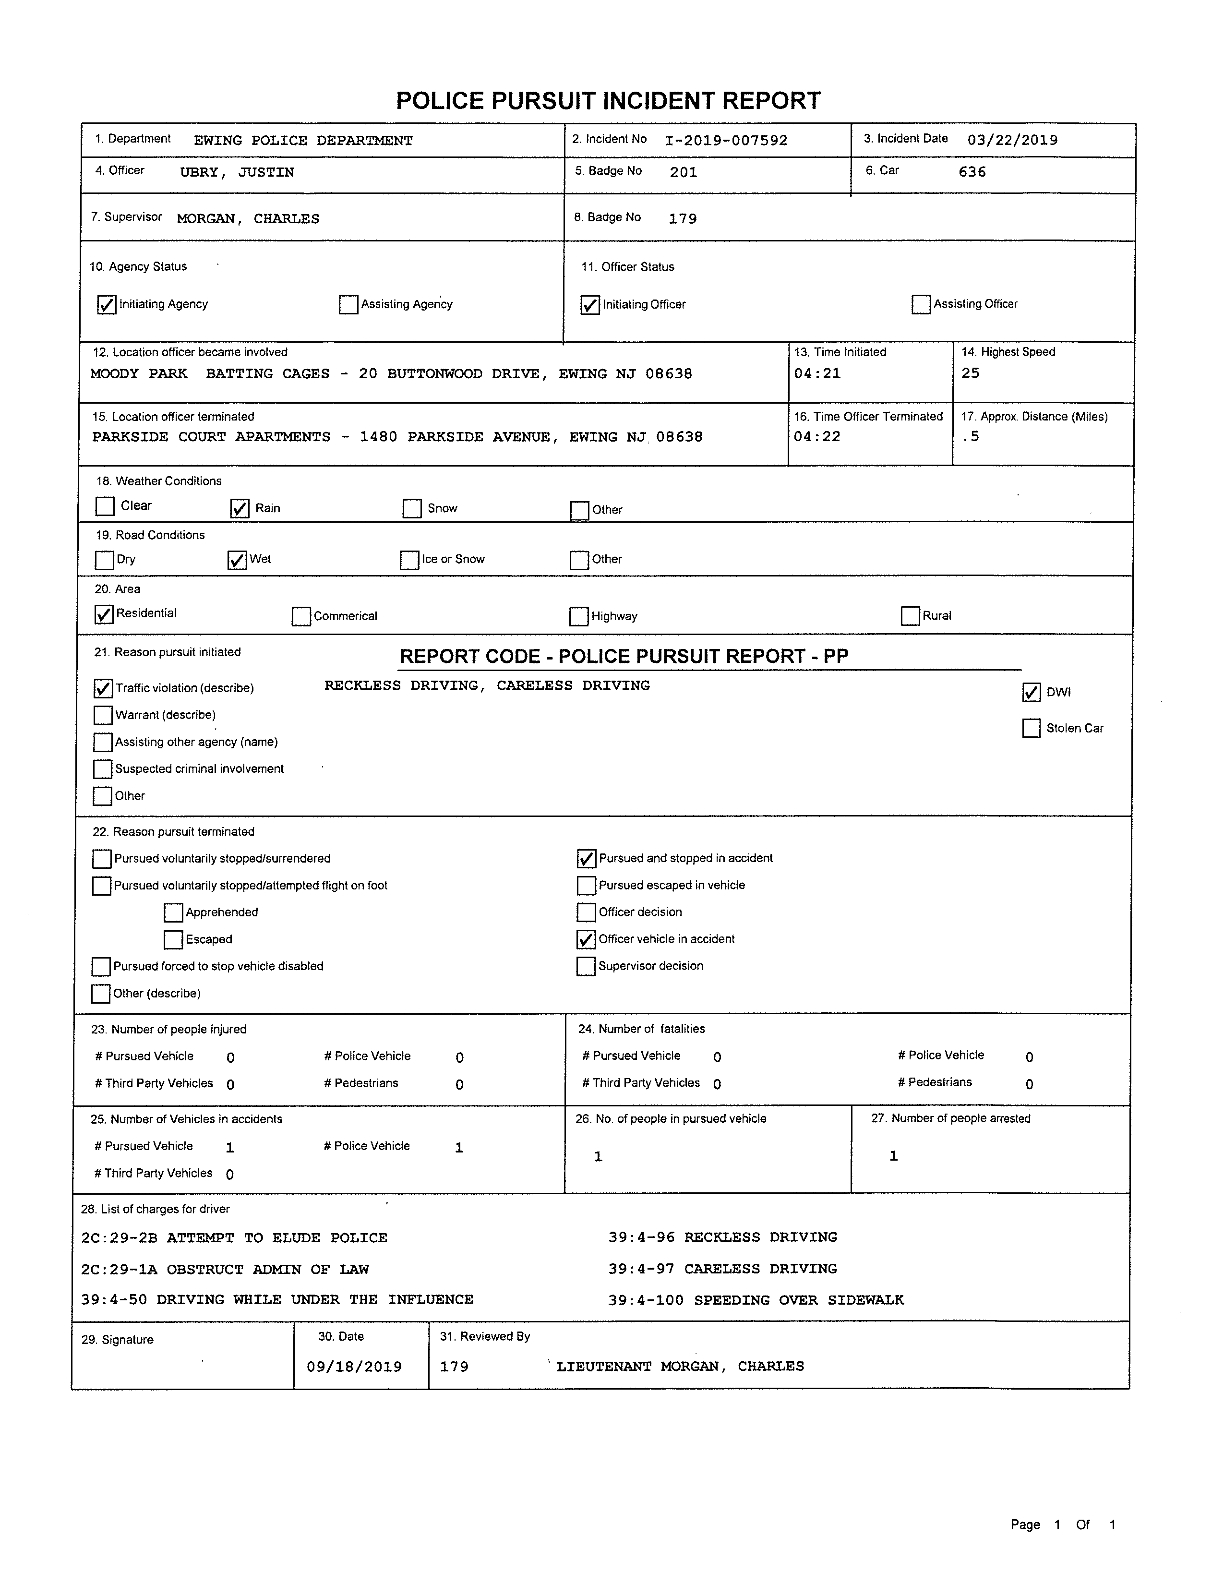 POLICE PURSUIT INCIDENT REPORT
1. Department EWING POLICE DEPARTMENT 2. Incident No I-2019-007592 3. Incident Date 03/22/2019
4. Officer UBRY, JUSTIN 5. Badge No 201 6. Car 636
7. Supervisor MORGAN, CHARLES 8. Badge No 179
10. Agency Status 11. Officer Status
Initiating Agency Assisting Agency Initiating Officer Assisting Officer
12. Location officer became involved 13. Time Initiated 14. Highest Speed
MOODY PARK BATTING CAGES - 20 BUTTONWOOD DRIVE, EWING NJ 08638 04:21 25
15. Location officer terminated 16. Time Officer Terminated 17. Approx. Distance (Miles)
PARKSIDE COURT APARTMENTS - 1480 PARKSIDE AVENUE, EWING NJ 08638 04:22 .5
18. Weather Conditions
Clear Rain Snow Other
19. Road Conditions
Dry Wet Ice or Snow Other
20. Area
Residential Commerical Highway Rural
21. Reason pursuit initiated REPORT CODE - POLICE PURSUIT REPORT - PP
Traffic violation (describe) RECKLESS DRIVING, CARELESS DRIVING DWI
Warrant (describe) Stolen Car
Assisting other agency (name)
Suspected criminal involvement
Other
22. Reason pursuit terminated
Pursued voluntarily stopped/surrendered Pursued and stopped in accident
Pursued voluntarily stopped/attempted flight on foot Pursued escaped in vehicle
Apprehended Officer decision
Escaped Officer vehicle in accident
Pursued forced to stop vehicle disabled Supervisor decision
Other (describe)
23. Number of people injured 24. Number of fatalities
# Pursued Vehicle 0 # Police Vehicle 0 # Pursued Vehicle 0 # Police Vehicle 0
# Third Party Vehicles 0 # Pedestrians 0 # Third Party Vehicles 0 # Pedestrians 0
25. Number of Vehicles in accidents 26. No. of people in pursued vehicle 27. Number of people arrested
# Pursued Vehicle 1 # Police Vehicle 1 1 1
# Third Party Vehicles 0
28. List of charges for driver
2C:29-2B ATTEMPT TO ELUDE POLICE 39:4-96 RECKLESS DRIVING
2C:29-1A OBSTRUCT ADMIN OF LAW 39:4-97 CARELESS DRIVING
39:4-50 DRIVING WHILE UNDER THE INFLUENCE 39:4-100 SPEEDING OVER SIDEWALK
29. Signature 30. Date 31. Reviewed By
09/18/2019 179 LIEUTENANT MORGAN, CHARLES
Page 1 Of 1